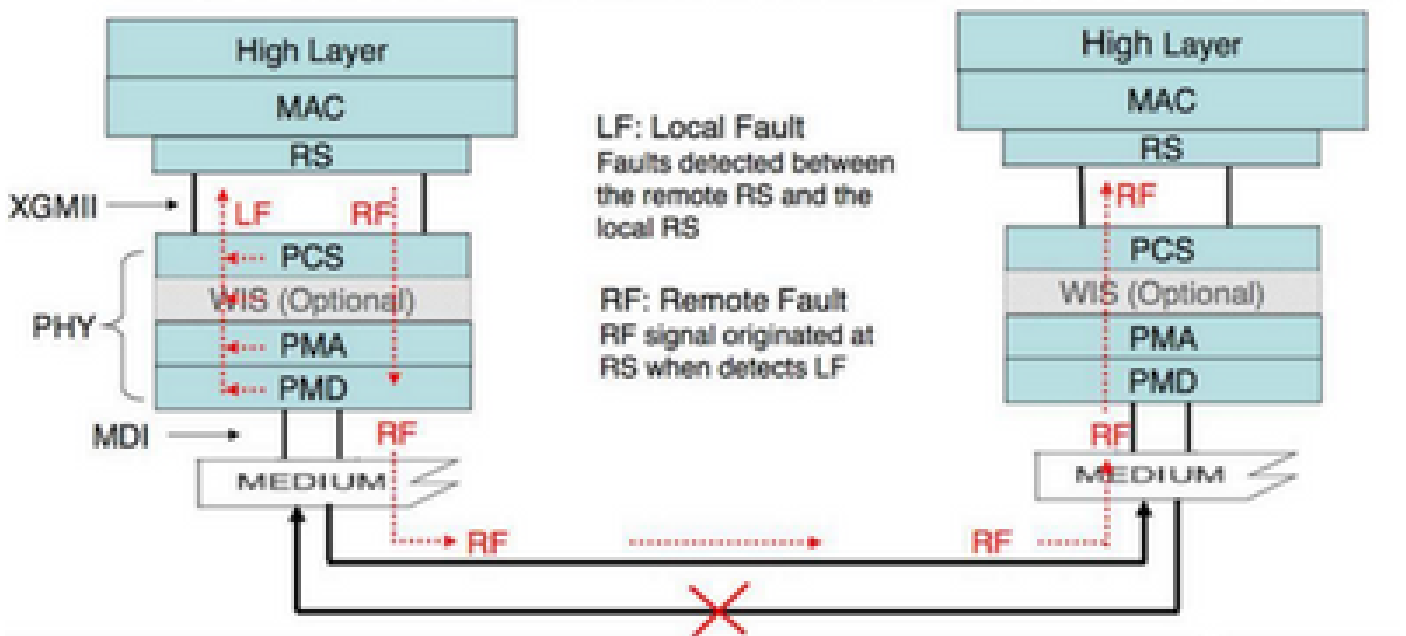 High Layer
MAC
RS
XGMII
LF
RF
PCS
WIS (Optional)
PHY
PMA
PMD
MDI
RF
MEDIUM
RF
LF: Local Fault
Faults detected between
the remote RS and the
local RS
RF: Remote Fault
RF signal originated at
RS when detects LF
High Layer
MAC
RS
RF
PCS
WIS (Optional)
PMA
PMD
RF
MEDIUM
RF